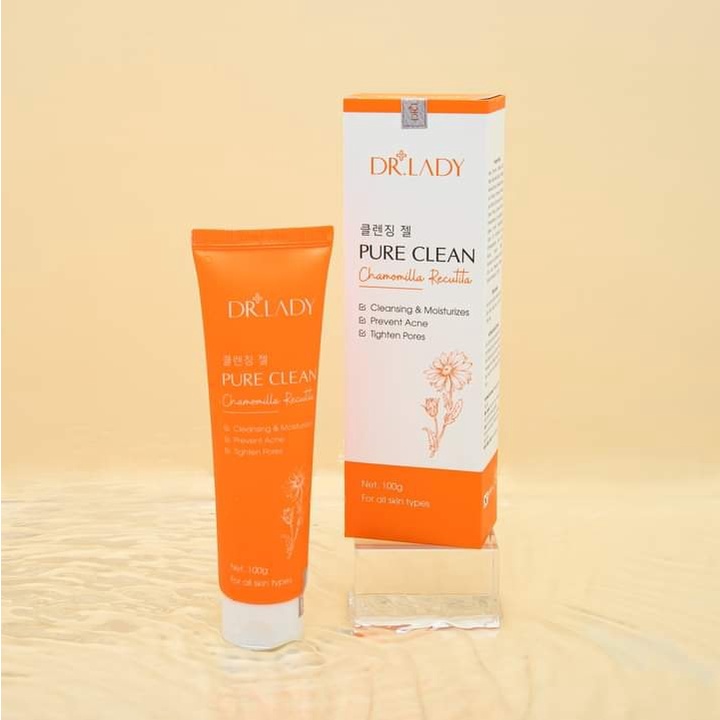 DR.LADY
클렌징 젤
PURE CLEAN
Chamomilla Recutita
Cleansing & Moisturizes
Prevent Acne
Tighten Pores
Net. 100g
For all skin types
DR.LADY
클렌징 젤
PURE CLEAN
Chamomilla Recutita
Cleansing & Moisturizes
Prevent Acne
Tighten Pores
Net. 100g
For all skin types